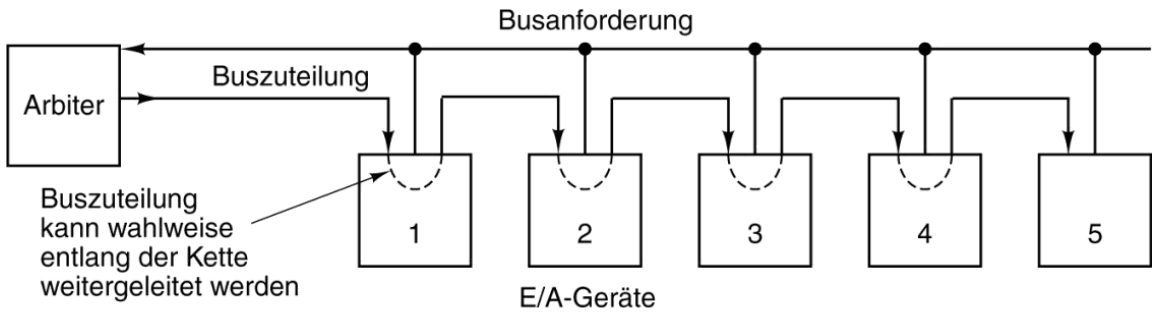 Busanforderung
Buszuteilung
Arbiter
Buszuteilung
kann wahlweise
entlang der Kette
weitergeleitet werden
1
2
3
4
5
E/A-Geräte